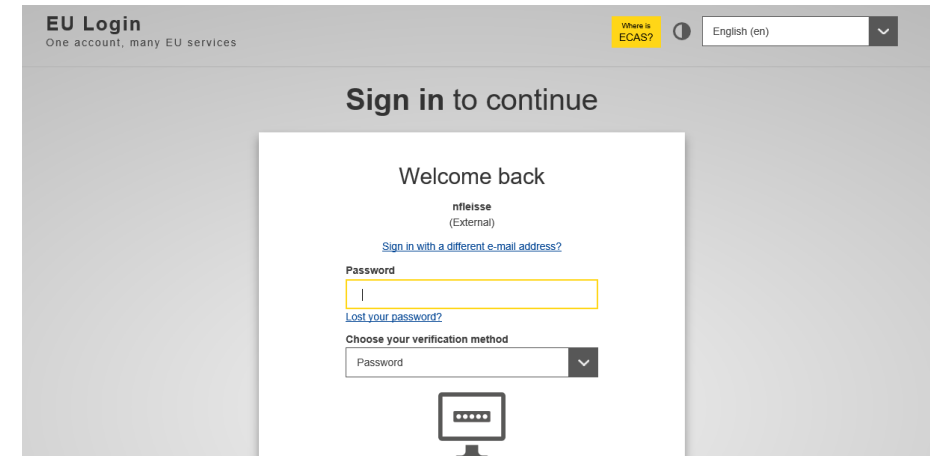 EU Login
One account, many EU services
Where is
ECAS?
English (en)
Sign in to continue
Welcome back
nfleisse
(External)
Sign in with a different e-mail address?
Password
Lost your password?
Choose your verification method
Password